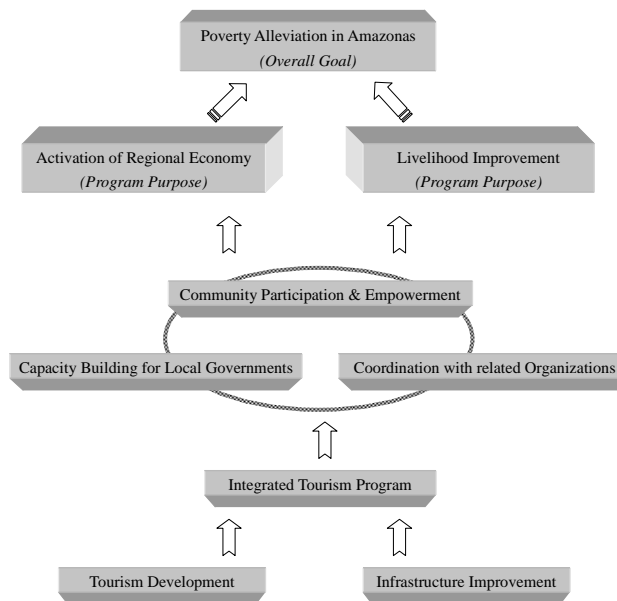 Poverty Alleviation in Amazonas
(Overall Goal)
Activation of Regional Economy
(Program Purpose)
Livelihood Improvement
(Program Purpose)
Community Participation & Empowerment
Capacity Building for Local Governments
Coordination with related Organizations
Integrated Tourism Program
Tourism Development
Infrastructure Improvement